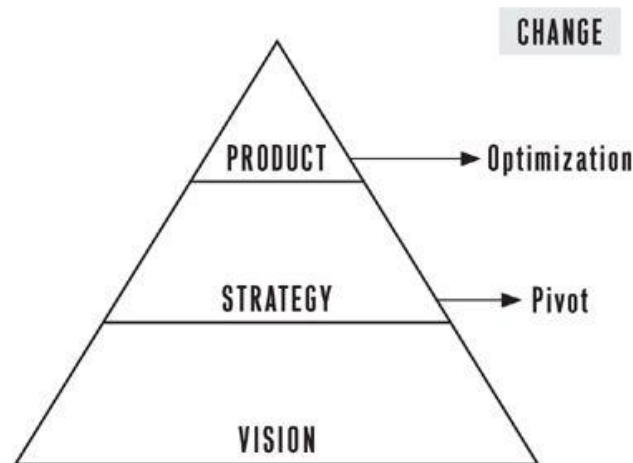 CHANGE
PRODUCT
Optimization
STRATEGY
Pivot
VISION